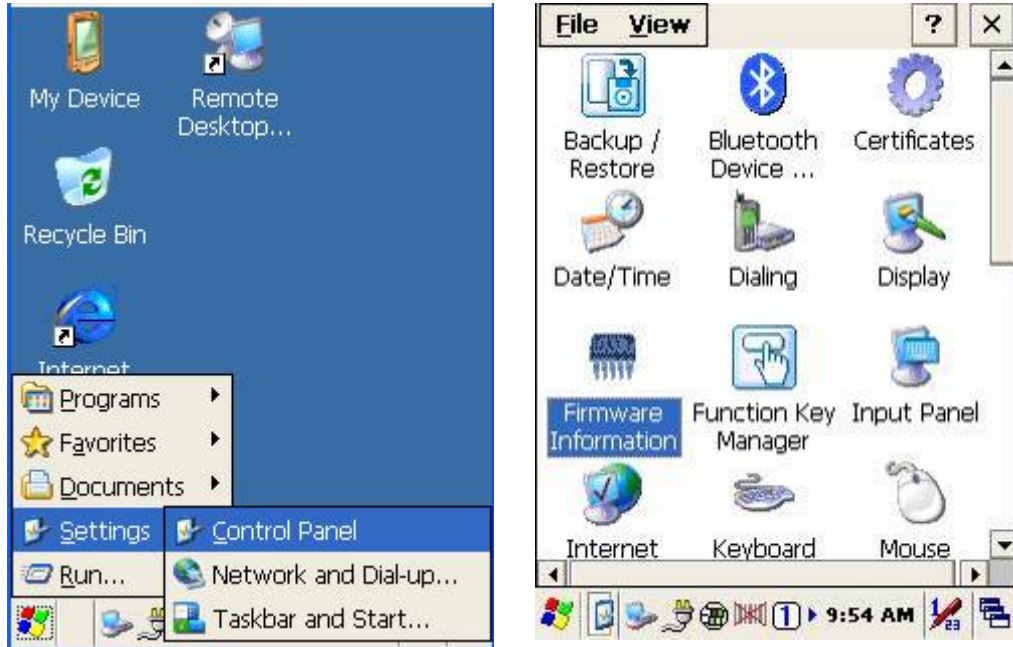 My Device
Remote
Desktop...
Recycle Bin
Internet
Programs
Favorites
Documents
Settings
Control Panel
Run...
Network and Dial-up...
Taskbar and Start...
File View ? ×
Backup /
Restore
Bluetooth
Device ...
Certificates
Date/Time
Dialing
Display
Firmware
Information
Function Key
Manager
Input Panel
Internet
Keyboard
Mouse
1
9:54 AM